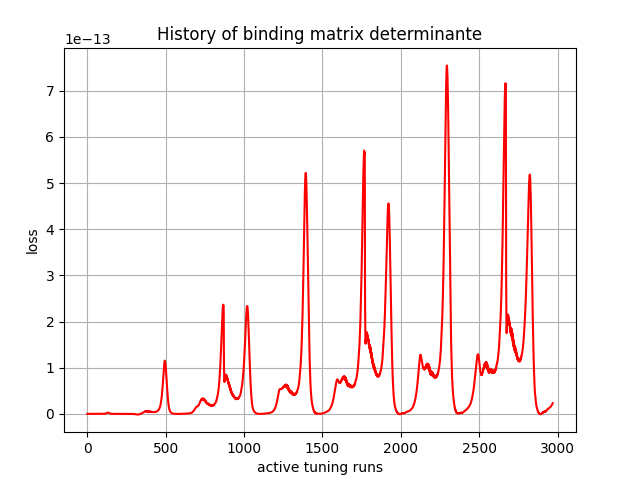 History of binding matrix determinante
1e−13
7
6
5
4
3
2
1
0
loss
0 500 1000 1500 2000 2500 3000
active tuning runs